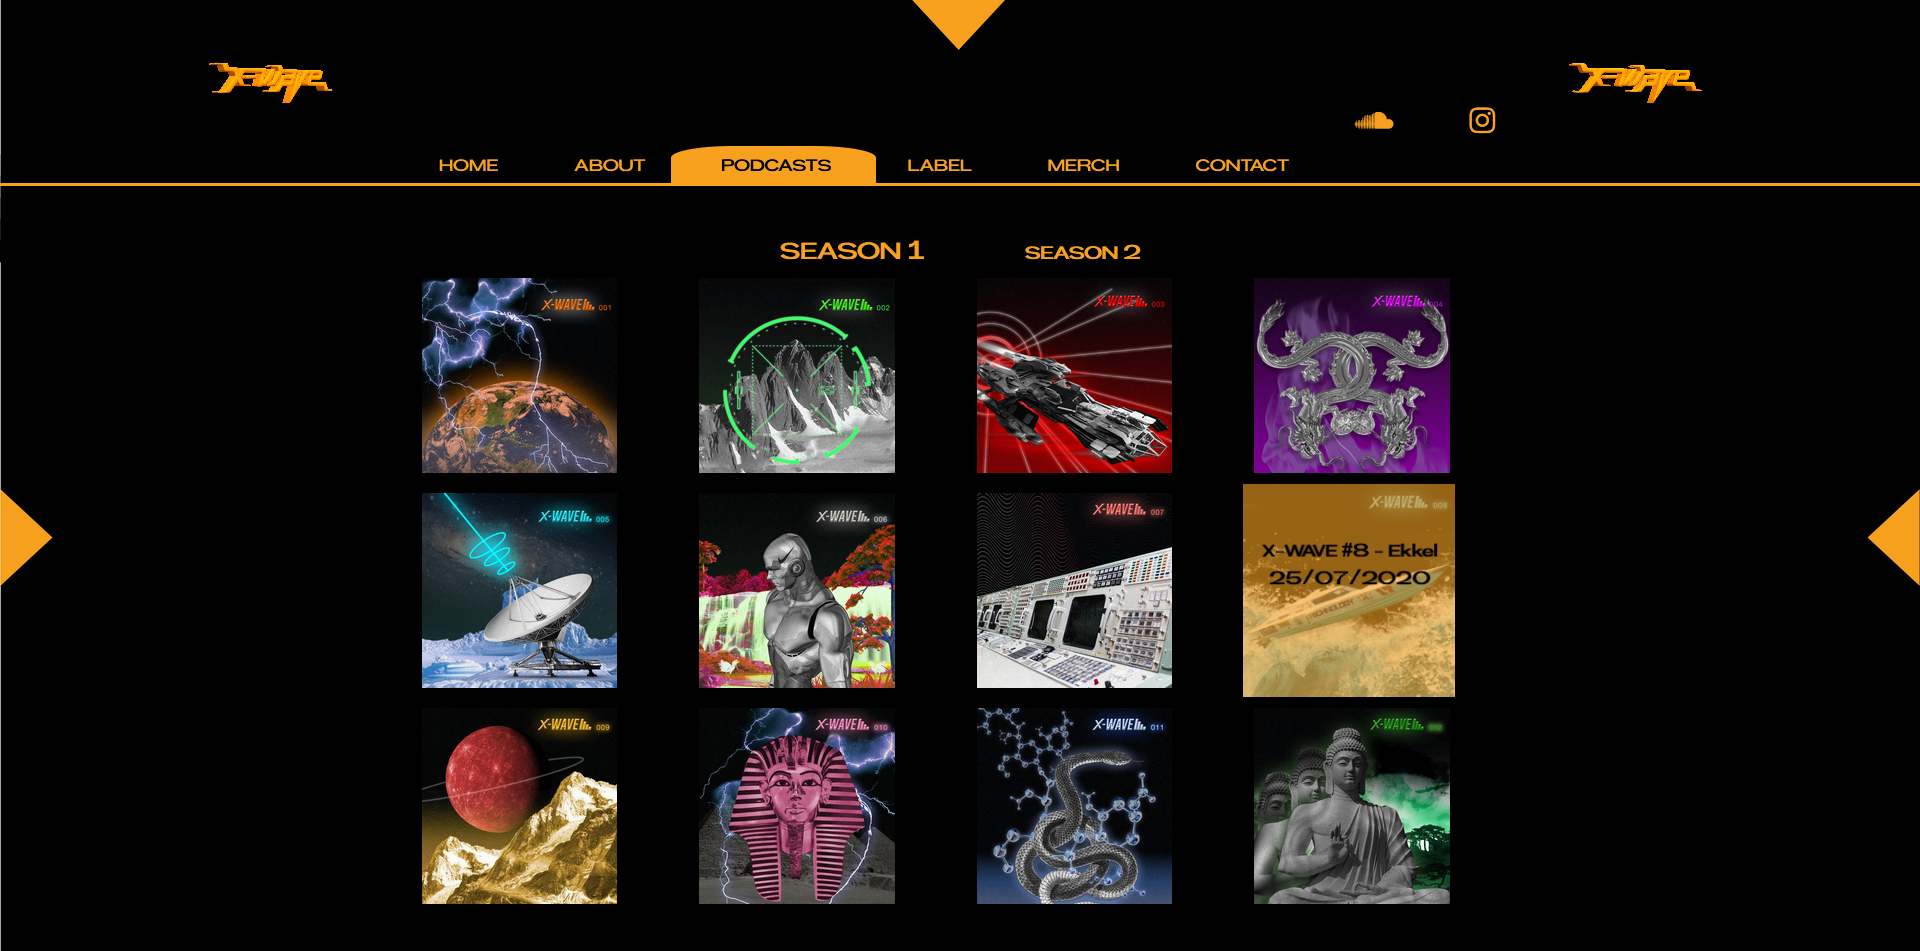 X-WAVE
X-WAVE
HOME ABOUT PODCASTS LABEL MERCH CONTACT
SEASON 1 SEASON 2
X-WAVE 001
X-WAVE 002
X-WAVE 003
X-WAVE 004
X-WAVE 005
X-WAVE 006
X-WAVE 007
X-WAVE 008
X-WAVE #8 - Ekkel
25/07/2020
TECHNOLOGY
X-WAVE 009
X-WAVE 010
X-WAVE 011
X-WAVE